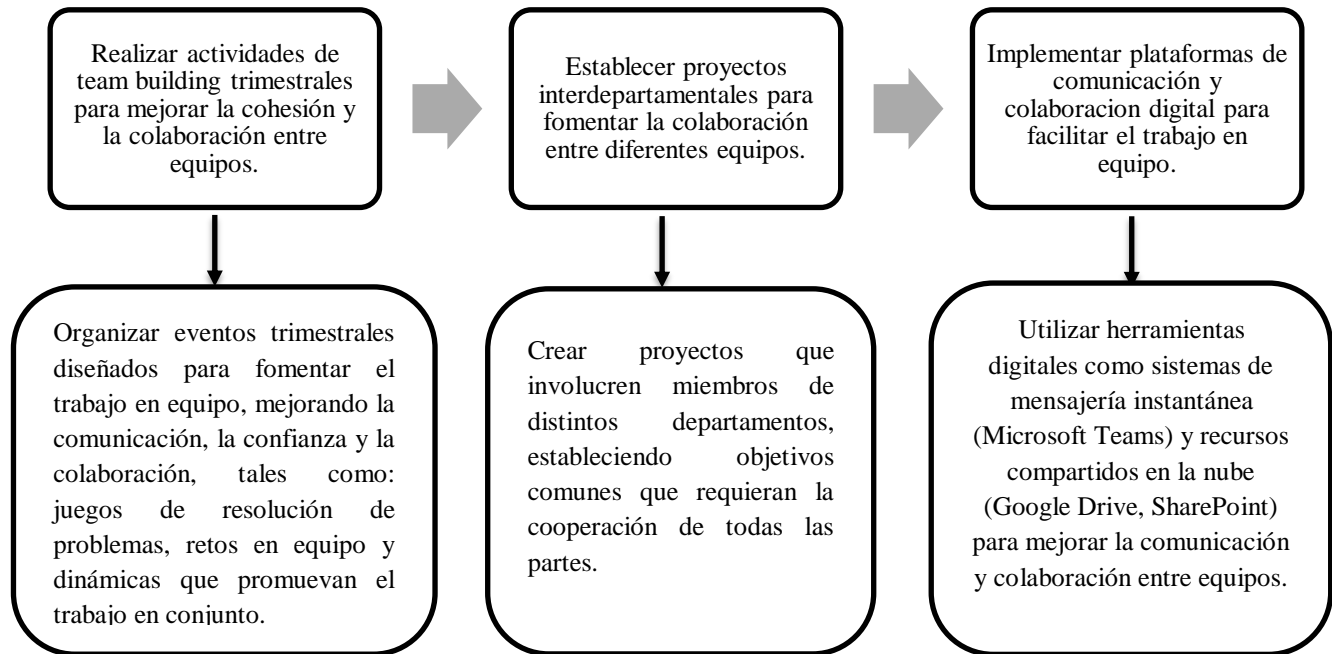 Realizar actividades de
team building trimestrales
para mejorar la cohesión y
la colaboración entre
equipos.
Establecer proyectos
interdepartamentales para
fomentar la colaboración
entre diferentes equipos.
Implementar plataformas de
comunicación y
colaboracion digital para
facilitar el trabajo en
equipo.
Organizar eventos trimestrales
diseñados para fomentar el
trabajo en equipo, mejorando la
comunicación, la confianza y la
colaboración, tales como:
juegos de resolución de
problemas, retos en equipo y
dinámicas que promuevan el
trabajo en conjunto.
Crear proyectos que
involucren miembros de
distintos departamentos,
estableciendo objetivos
comunes que requieran la
cooperación de todas las
partes.
Utilizar herramientas
digitales como sistemas de
mensajería instantánea
(Microsoft Teams) y recursos
compartidos en la nube
(Google Drive, SharePoint)
para mejorar la comunicación
y colaboración entre equipos.